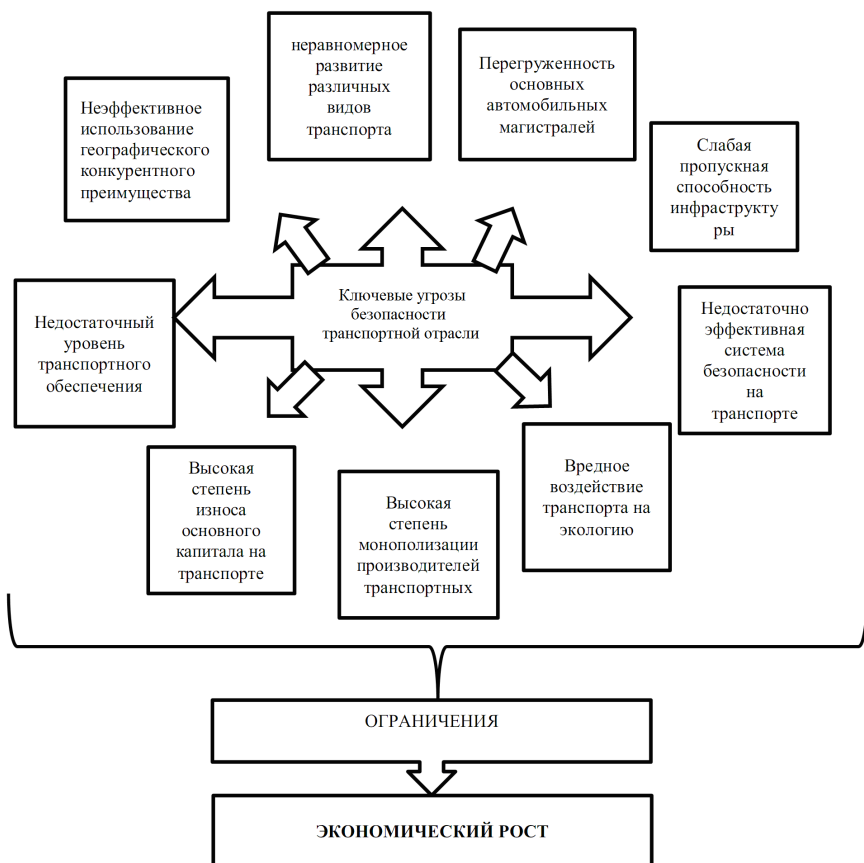 неравномерное
развитие
различных
видов
транспорта
Перегруженность
основных
автомобильных
магистралей
Неэффективное
использование
географического
конкурентного
преимущества
Слабая
пропускная
способность
инфраструкту
ры
Ключевые угрозы
безопасности
транспортной отрасли
Недостаточный
уровень
транспортного
обеспечения
Недостаточно
эффективная
система
безопасности
на
транспорте
Высокая
степень
износа
основного
капитала на
транспорте
Высокая
степень
монополизации
производителей
транспортных
Вредное
воздействие
транспорта на
экологию
ОГРАНИЧЕНИЯ
ЭКОНОМИЧЕСКИЙ РОСТ